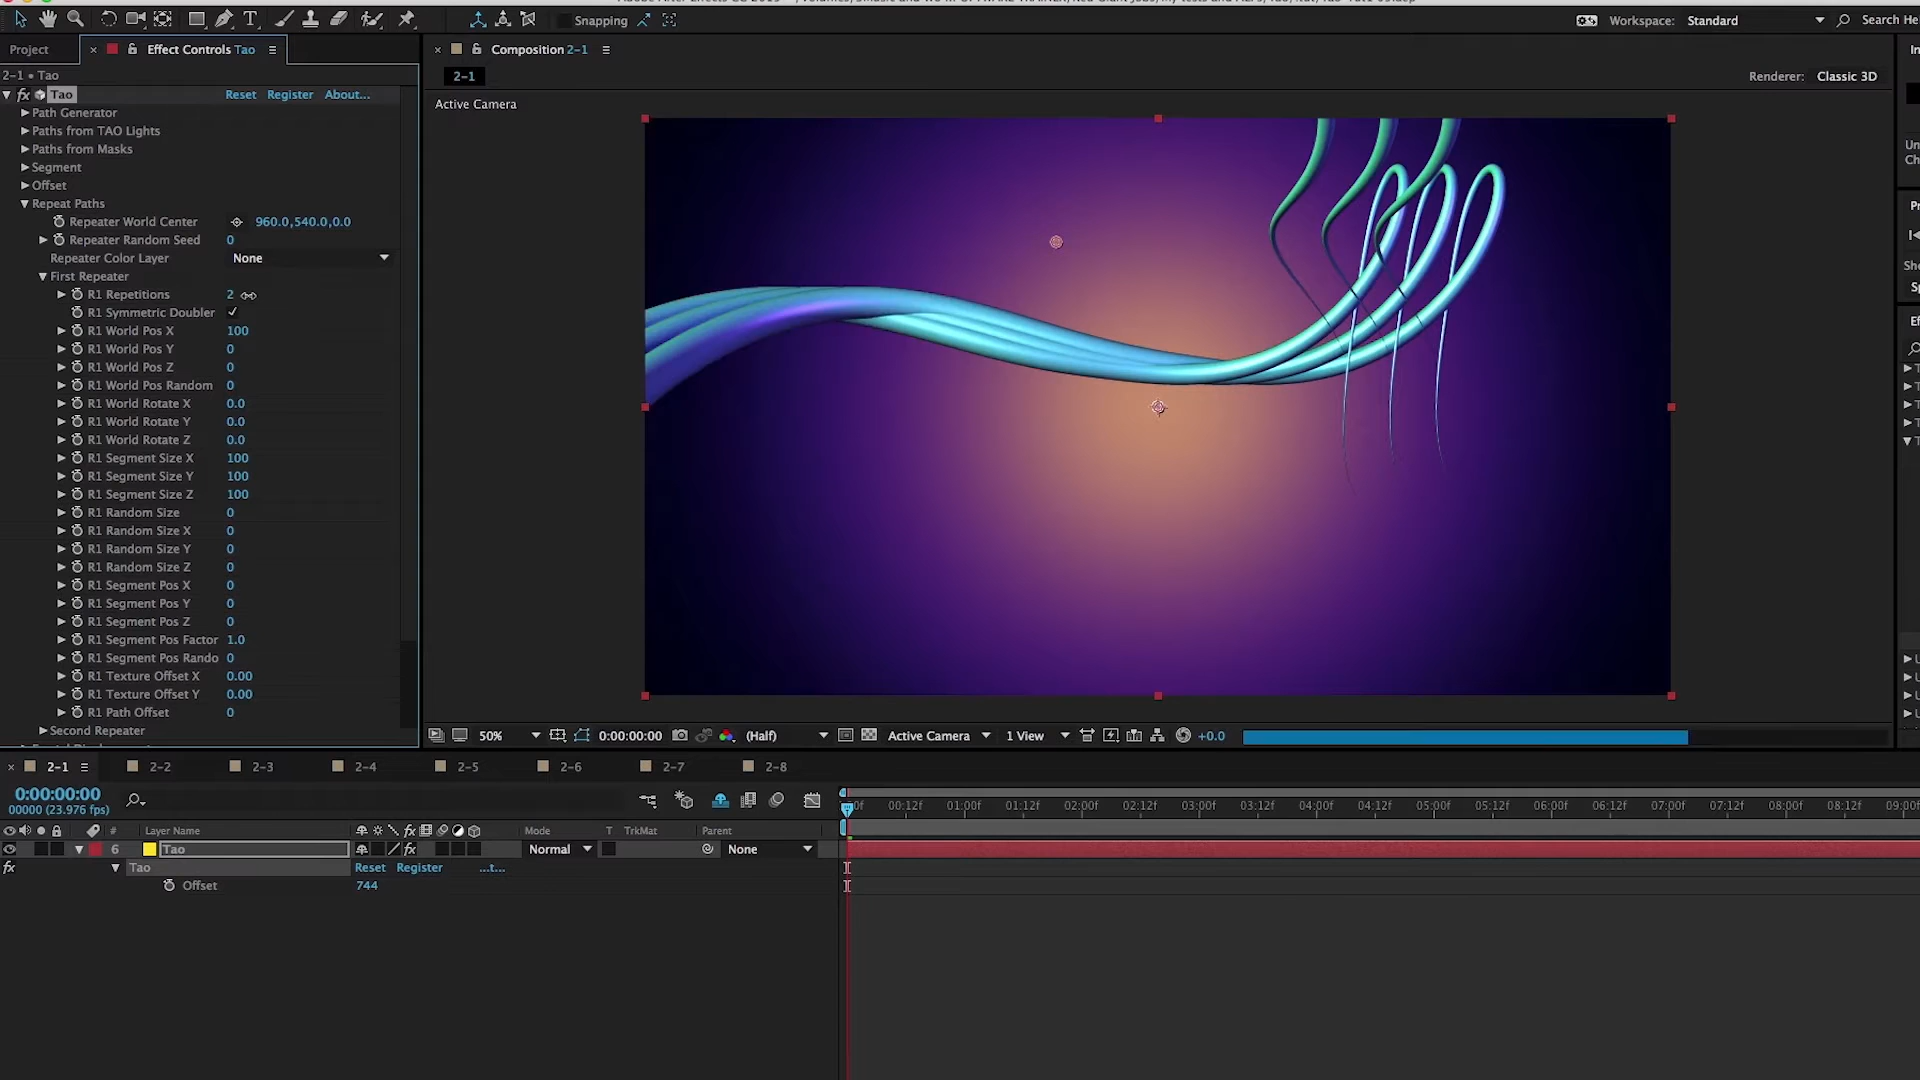 Snapping
Workspace: Standard
Search He
Project
Effect Controls Tao
Composition 2-1
2-1 • Tao
2-1
Renderer: Classic 3D
fx Tao Reset Register About...
Active Camera
Path Generator
Paths from TAO Lights
Paths from Masks
Segment
Offset
Repeat Paths
Repeater World Center 960.0,540.0,0.0
Repeater Random Seed 0
Repeater Color Layer None
First Repeater
R1 Repetitions 2
R1 Symmetric Doubler
R1 World Pos X 100
R1 World Pos Y 0
R1 World Pos Z 0
R1 World Pos Random 0
R1 World Rotate X 0.0
R1 World Rotate Y 0.0
R1 World Rotate Z 0.0
R1 Segment Size X 100
R1 Segment Size Y 100
R1 Segment Size Z 100
R1 Random Size 0
R1 Random Size X 0
R1 Random Size Y 0
R1 Random Size Z 0
R1 Segment Pos X 0
R1 Segment Pos Y 0
R1 Segment Pos Z 0
R1 Segment Pos Factor 1.0
R1 Segment Pos Rando 0
R1 Texture Offset X 0.00
R1 Texture Offset Y 0.00
R1 Path Offset 0
Second Repeater
50% 0:00:00:00 (Half) Active Camera 1 View +0.0
2-1 2-2 2-3 2-4 2-5 2-6 2-7 2-8
0:00:00:00
00000 (23.976 fps)
00f 00:12f 01:00f 01:12f 02:00f 02:12f 03:00f 03:12f 04:00f 04:12f 05:00f 05:12f 06:00f 06:12f 07:00f 07:12f 08:00f 08:12f 09:00f
# Layer Name Mode T TrkMat Parent
6 Tao Normal None
fx Tao Reset Register ...t...
Offset 744